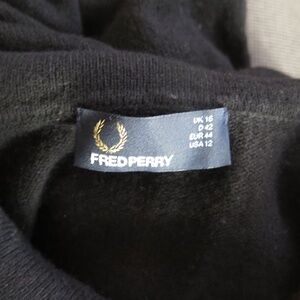 FRED PERRY
UK 16
D 42
EUR 44
USA 12